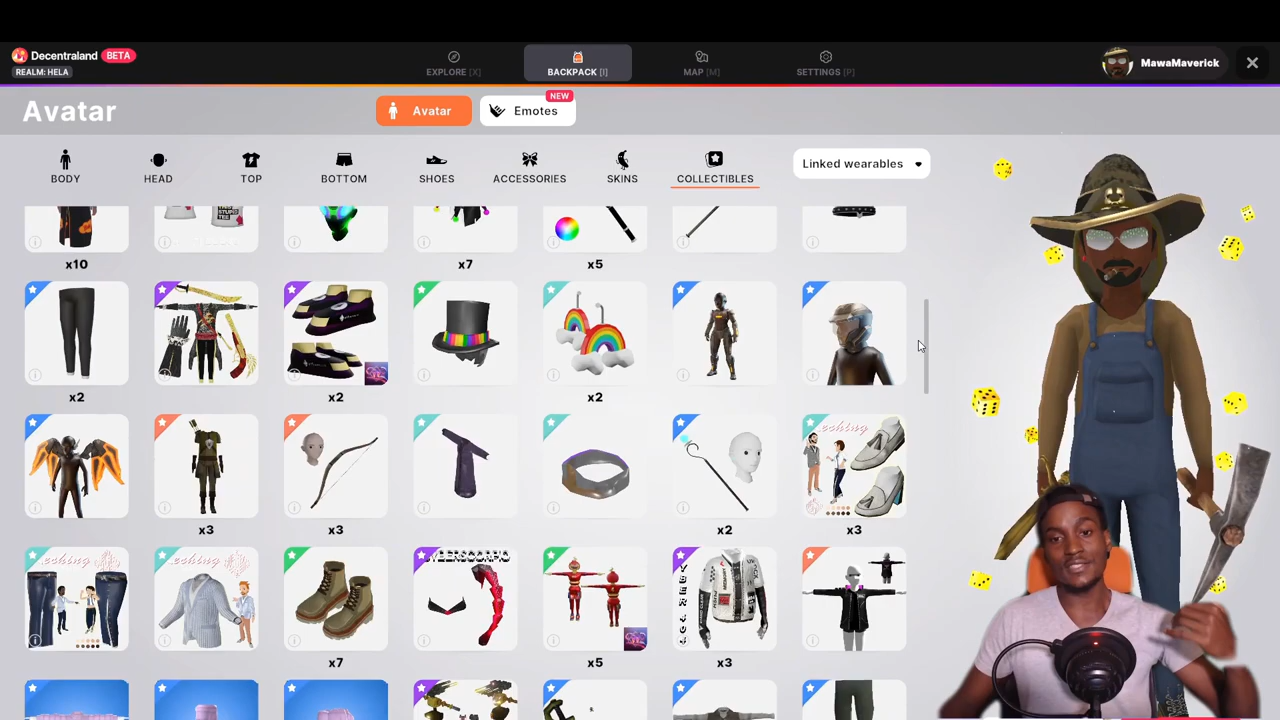 Decentraland BETA
REALM: HELA
EXPLORE [X]
BACKPACK [I]
MAP [M]
SETTINGS [P]
MawaMaverick
Avatar
Avatar
Emotes
NEW
BODY
HEAD
TOP
BOTTOM
SHOES
ACCESSORIES
SKINS
COLLECTIBLES
Linked wearables
x10
x7
x5
x2
x2
x2
x3
x3
x2
x3
x7
x5
x3